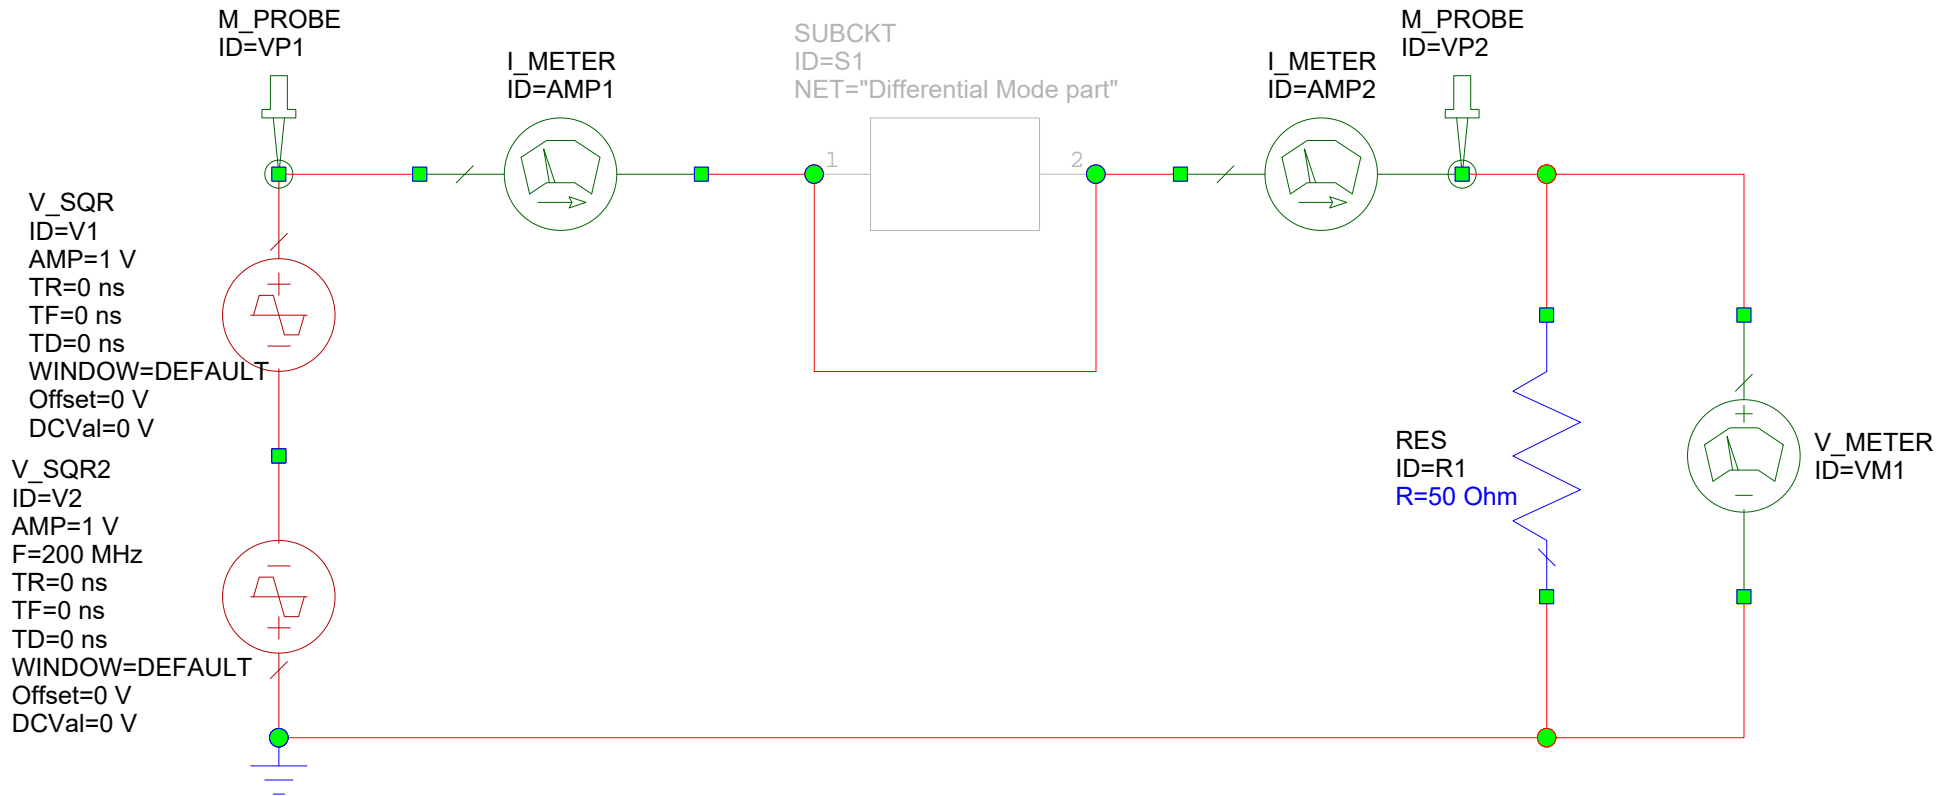 M_PROBE
ID=VP1
I_METER
ID=AMP1
SUBCKT
ID=S1
NET="Differential Mode part"
1
2
I_METER
ID=AMP2
M_PROBE
ID=VP2
V_SQR
ID=V1
AMP=1 V
TR=0 ns
TF=0 ns
TD=0 ns
WINDOW=DEFAULT
Offset=0 V
DCVal=0 V
V_SQR2
ID=V2
AMP=1 V
F=200 MHz
TR=0 ns
TF=0 ns
TD=0 ns
WINDOW=DEFAULT
Offset=0 V
DCVal=0 V
RES
ID=R1
R=50 Ohm
V_METER
ID=VM1